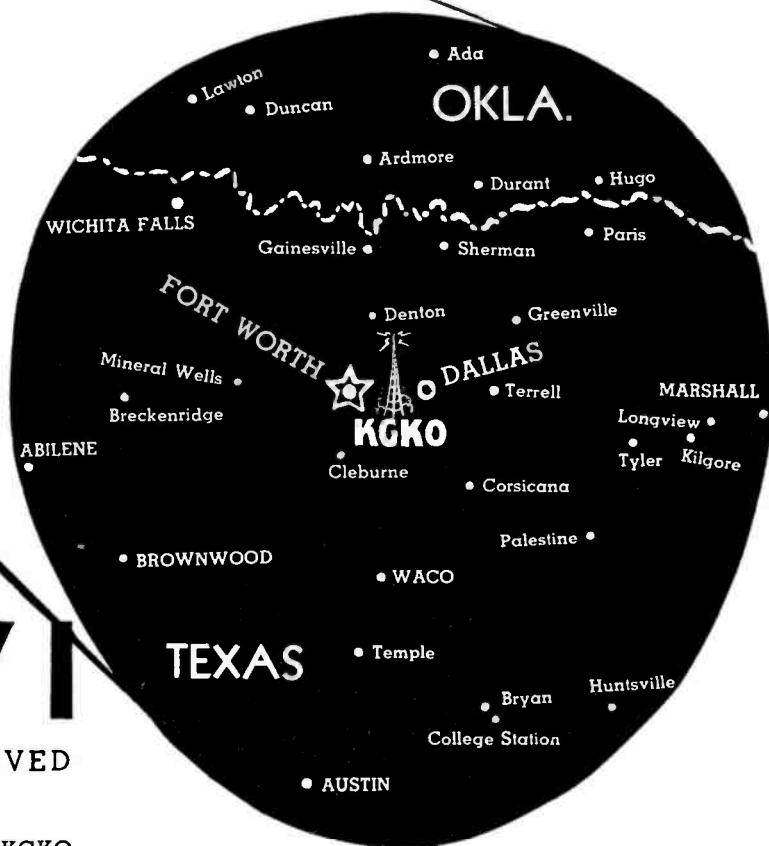 Ada
Lawton
Duncan
OKLA.
Ardmore
Durant
Hugo
WICHITA FALLS
Paris
Gainesville
Sherman
FORT WORTH
Denton
Greenville
DALLAS
Mineral Wells
Terrell
MARSHALL
Breckenridge
Longview
KGKO
ABILENE
Tyler
Kilgore
Cleburne
Corsicana
Palestine
BROWNWOOD
WACO
TEXAS
Temple
Bryan
Huntsville
College Station
VED
AUSTIN
KGKO